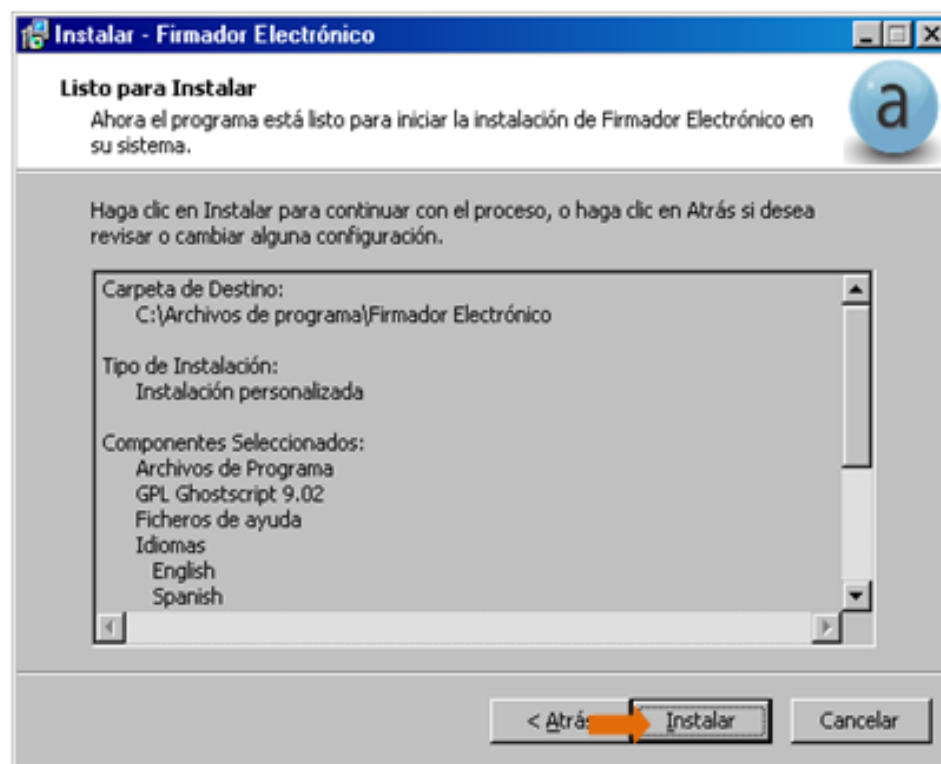 Instalar - Firmador Electrónico
Listo para Instalar
Ahora el programa está listo para iniciar la instalación de Firmador Electrónico en
su sistema.
a
Haga clic en Instalar para continuar con el proceso, o haga clic en Atrás si desea
revisar o cambiar alguna configuración.
Carpeta de Destino:
C:\Archivos de programa\Firmador Electrónico
Tipo de Instalación:
Instalación personalizada
Componentes Seleccionados:
Archivos de Programa
GPL Ghostscript 9.02
Ficheros de ayuda
Idiomas
English
Spanish
< Atrás Instalar Cancelar